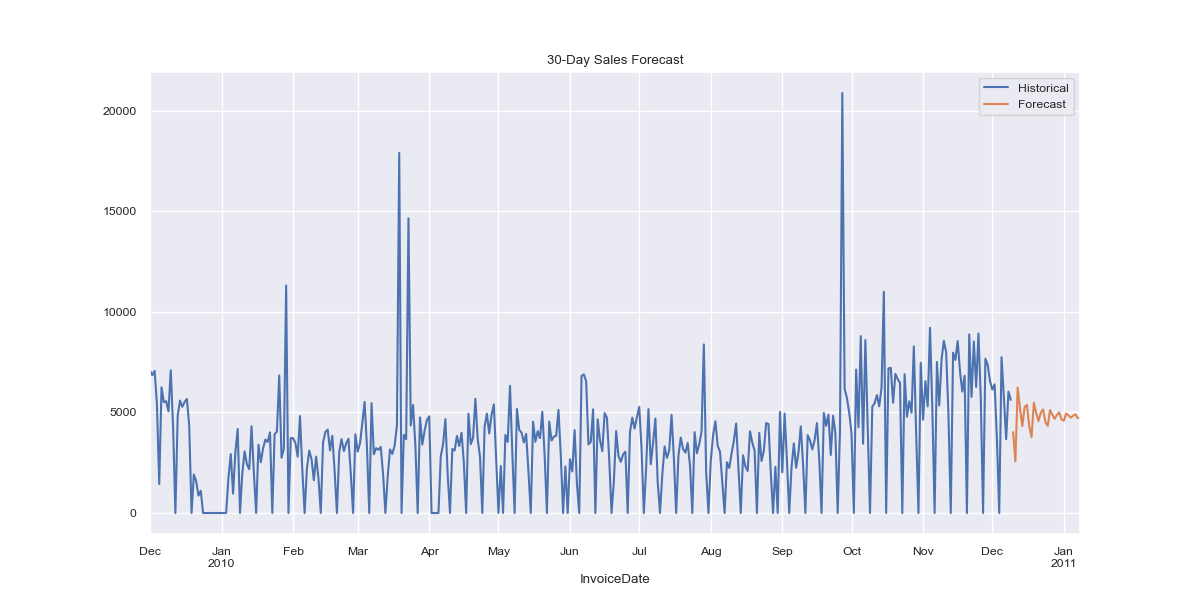 30-Day Sales Forecast
Historical
Forecast
20000
15000
10000
5000
0
Dec Jan Feb Mar Apr May Jun Jul Aug Sep Oct Nov Dec Jan
2010 2011
InvoiceDate